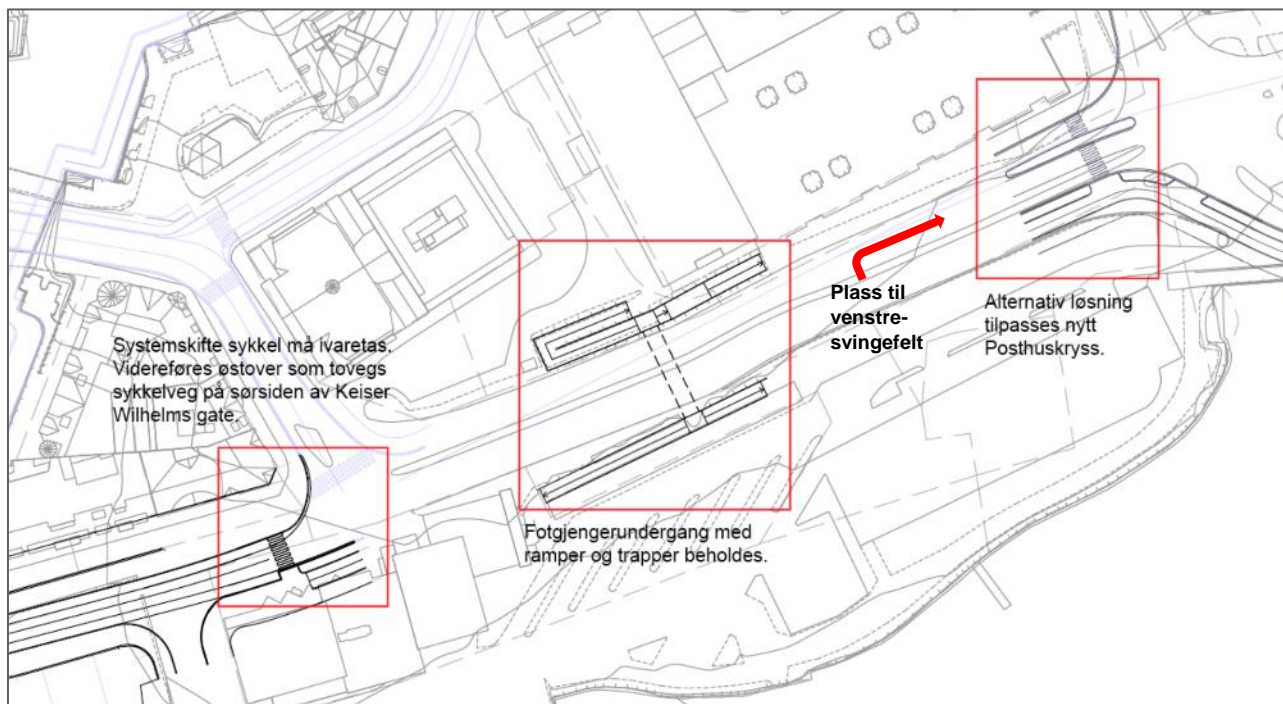 Systemskifte sykkel må ivaretas.
Videreføres østover som tovegs
sykkelveg på sørsiden av Keiser
Wilhelms gate.
Fotgjengerundergang med
ramper og trapper beholdes.
Plass til
venstre-
svingefelt
Alternativ løsning
tilpasses nytt
Posthuskryss.